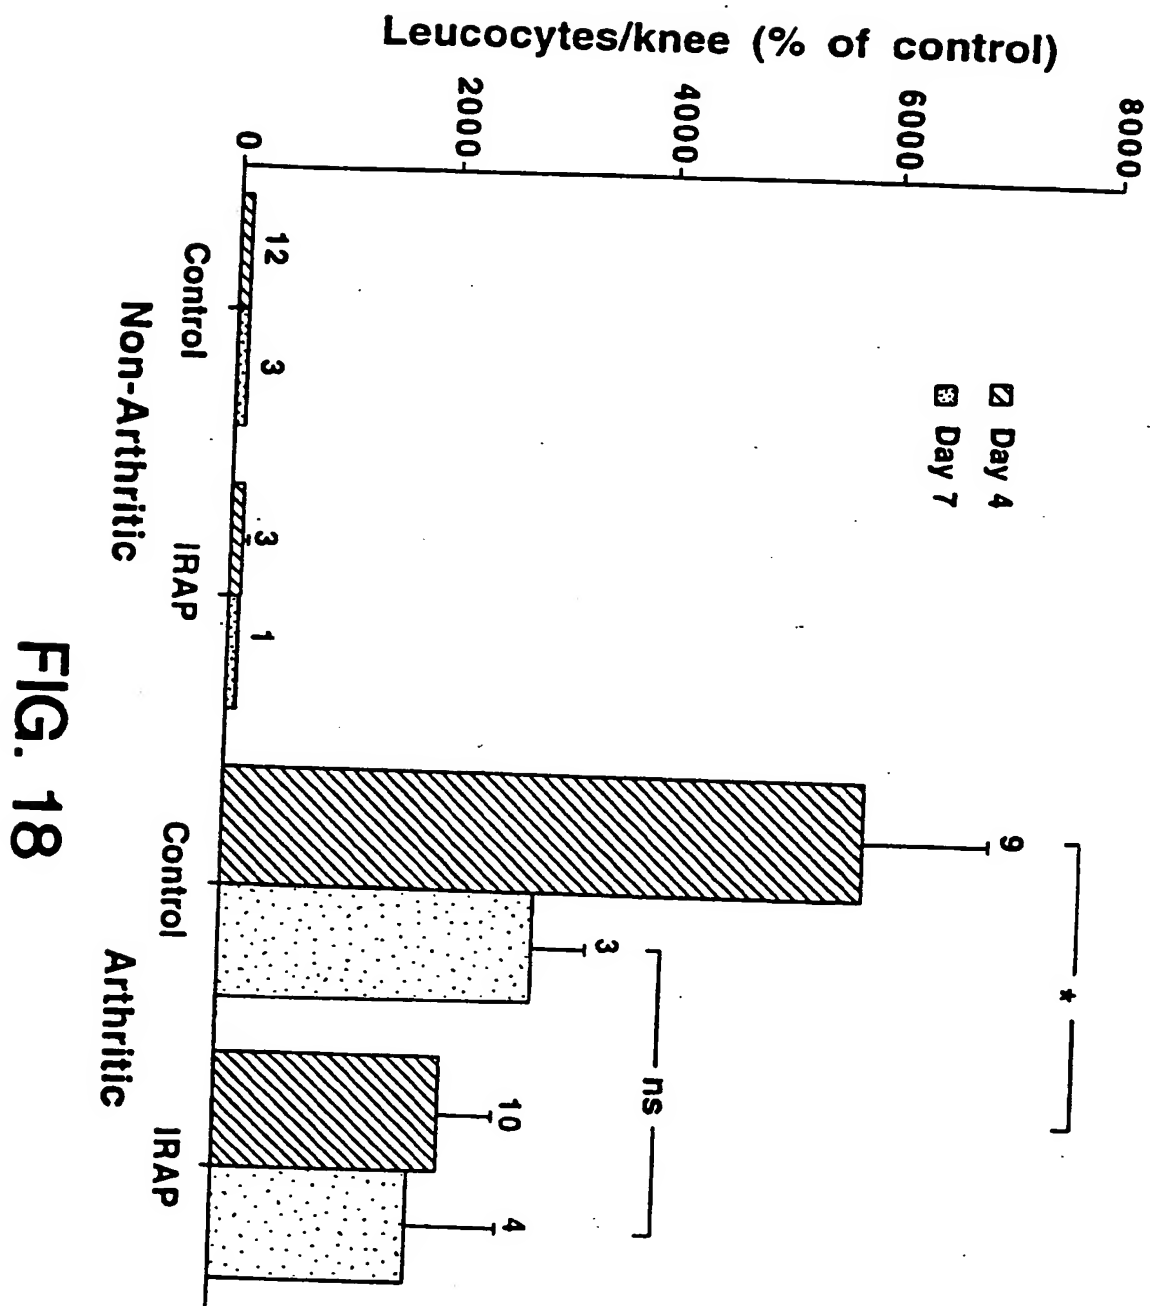 Leucocytes/knee (% of control)
8000
6000
4000
2000
0
Day 4
Day 7
12
3
3
1
9
3
10
4
*
ns
Control
IRAP
Control
IRAP
Non-Arthritic
Arthritic
FIG. 18